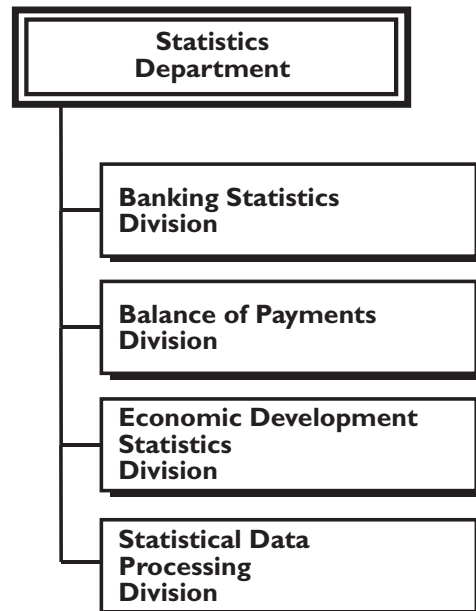 Statistics
Department
Banking Statistics
Division
Balance of Payments
Division
Economic Development
Statistics
Division
Statistical Data
Processing
Division